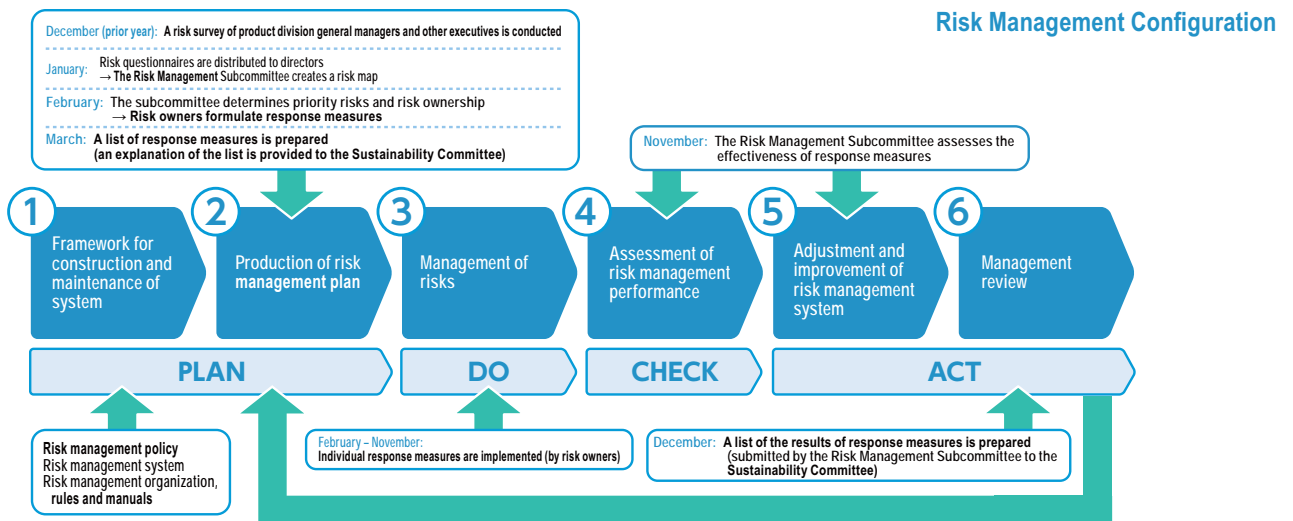 Risk Management Configuration
December (prior year): A risk survey of product division general managers and other executives is conducted
January: Risk questionnaires are distributed to directors
→ The Risk Management Subcommittee creates a risk map
February: The subcommittee determines priority risks and risk ownership
→ Risk owners formulate response measures
March: A list of response measures is prepared
(an explanation of the list is provided to the Sustainability Committee)
November: The Risk Management Subcommittee assesses the
effectiveness of response measures
1
Framework for
construction and
maintenance of
system
2
Production of risk
management plan
3
Management of
risks
4
Assessment of
risk management
performance
5
Adjustment and
improvement of
risk management
system
6
Management
review
PLAN
DO
CHECK
ACT
Risk management policy
Risk management system
Risk management organization,
rules and manuals
February – November:
Individual response measures are implemented (by risk owners)
December: A list of the results of response measures is prepared
(submitted by the Risk Management Subcommittee to the
Sustainability Committee)